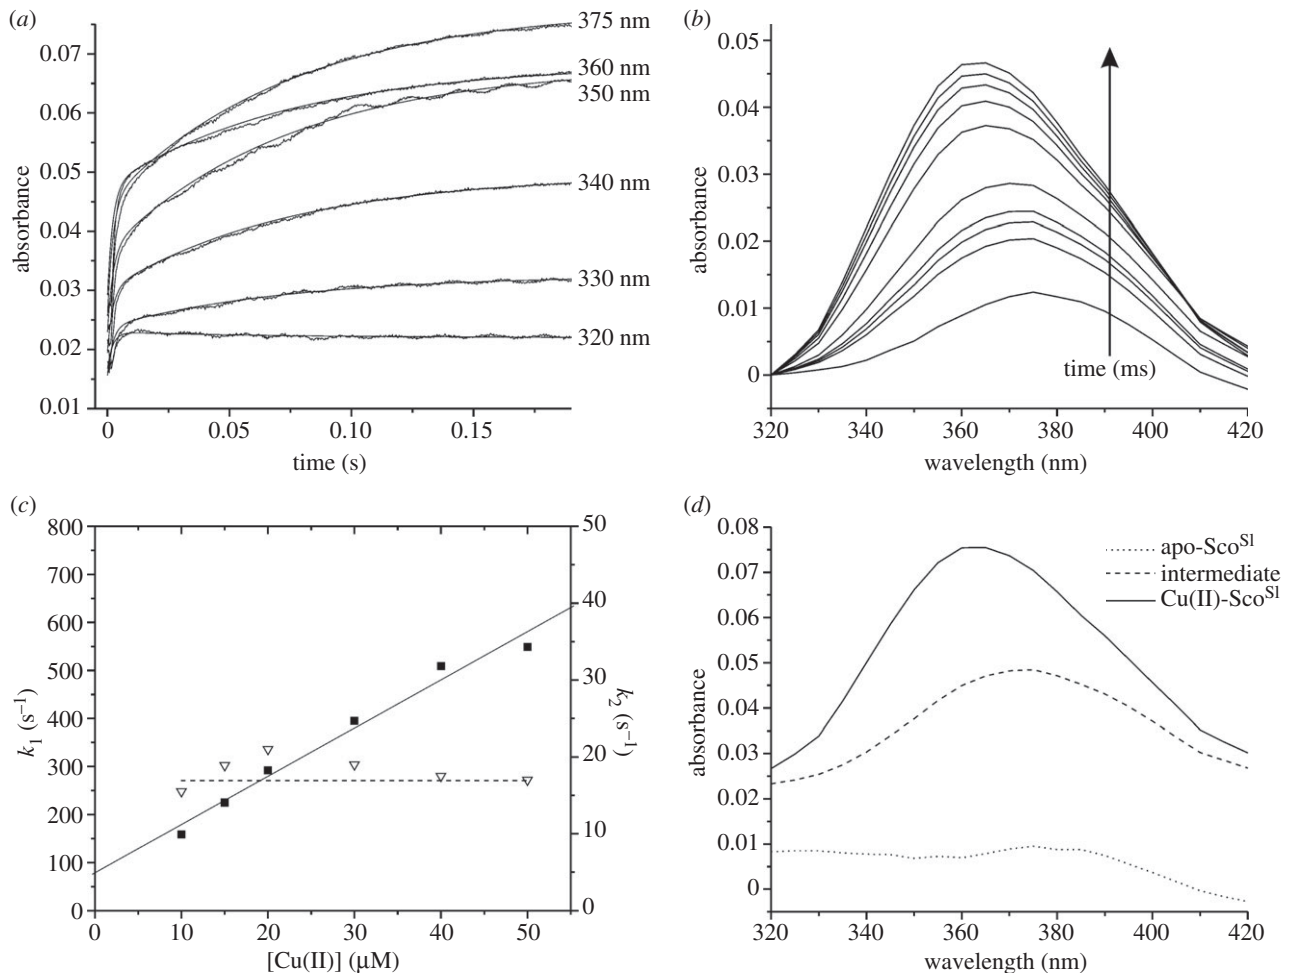 (a)
0.07
0.06
0.05
0.04
0.03
0.02
0.01
absorbance
0
0.05
0.10
0.15
time (s)
375 nm
360 nm
350 nm
340 nm
330 nm
320 nm
(b)
0.05
0.04
0.03
0.02
0.01
0
absorbance
time (ms)
320
340
360
380
400
420
wavelength (nm)
(c)
800
700
600
500
400
300
200
100
0
k1 (s−1)
50
40
30
20
10
0
k2 (s−1)
0
10
20
30
40
50
[Cu(II)] (μM)
(d)
0.08
0.07
0.06
0.05
0.04
0.03
0.02
0.01
0
absorbance
apo-ScoSl
intermediate
Cu(II)-ScoSl
320
340
360
380
400
420
wavelength (nm)